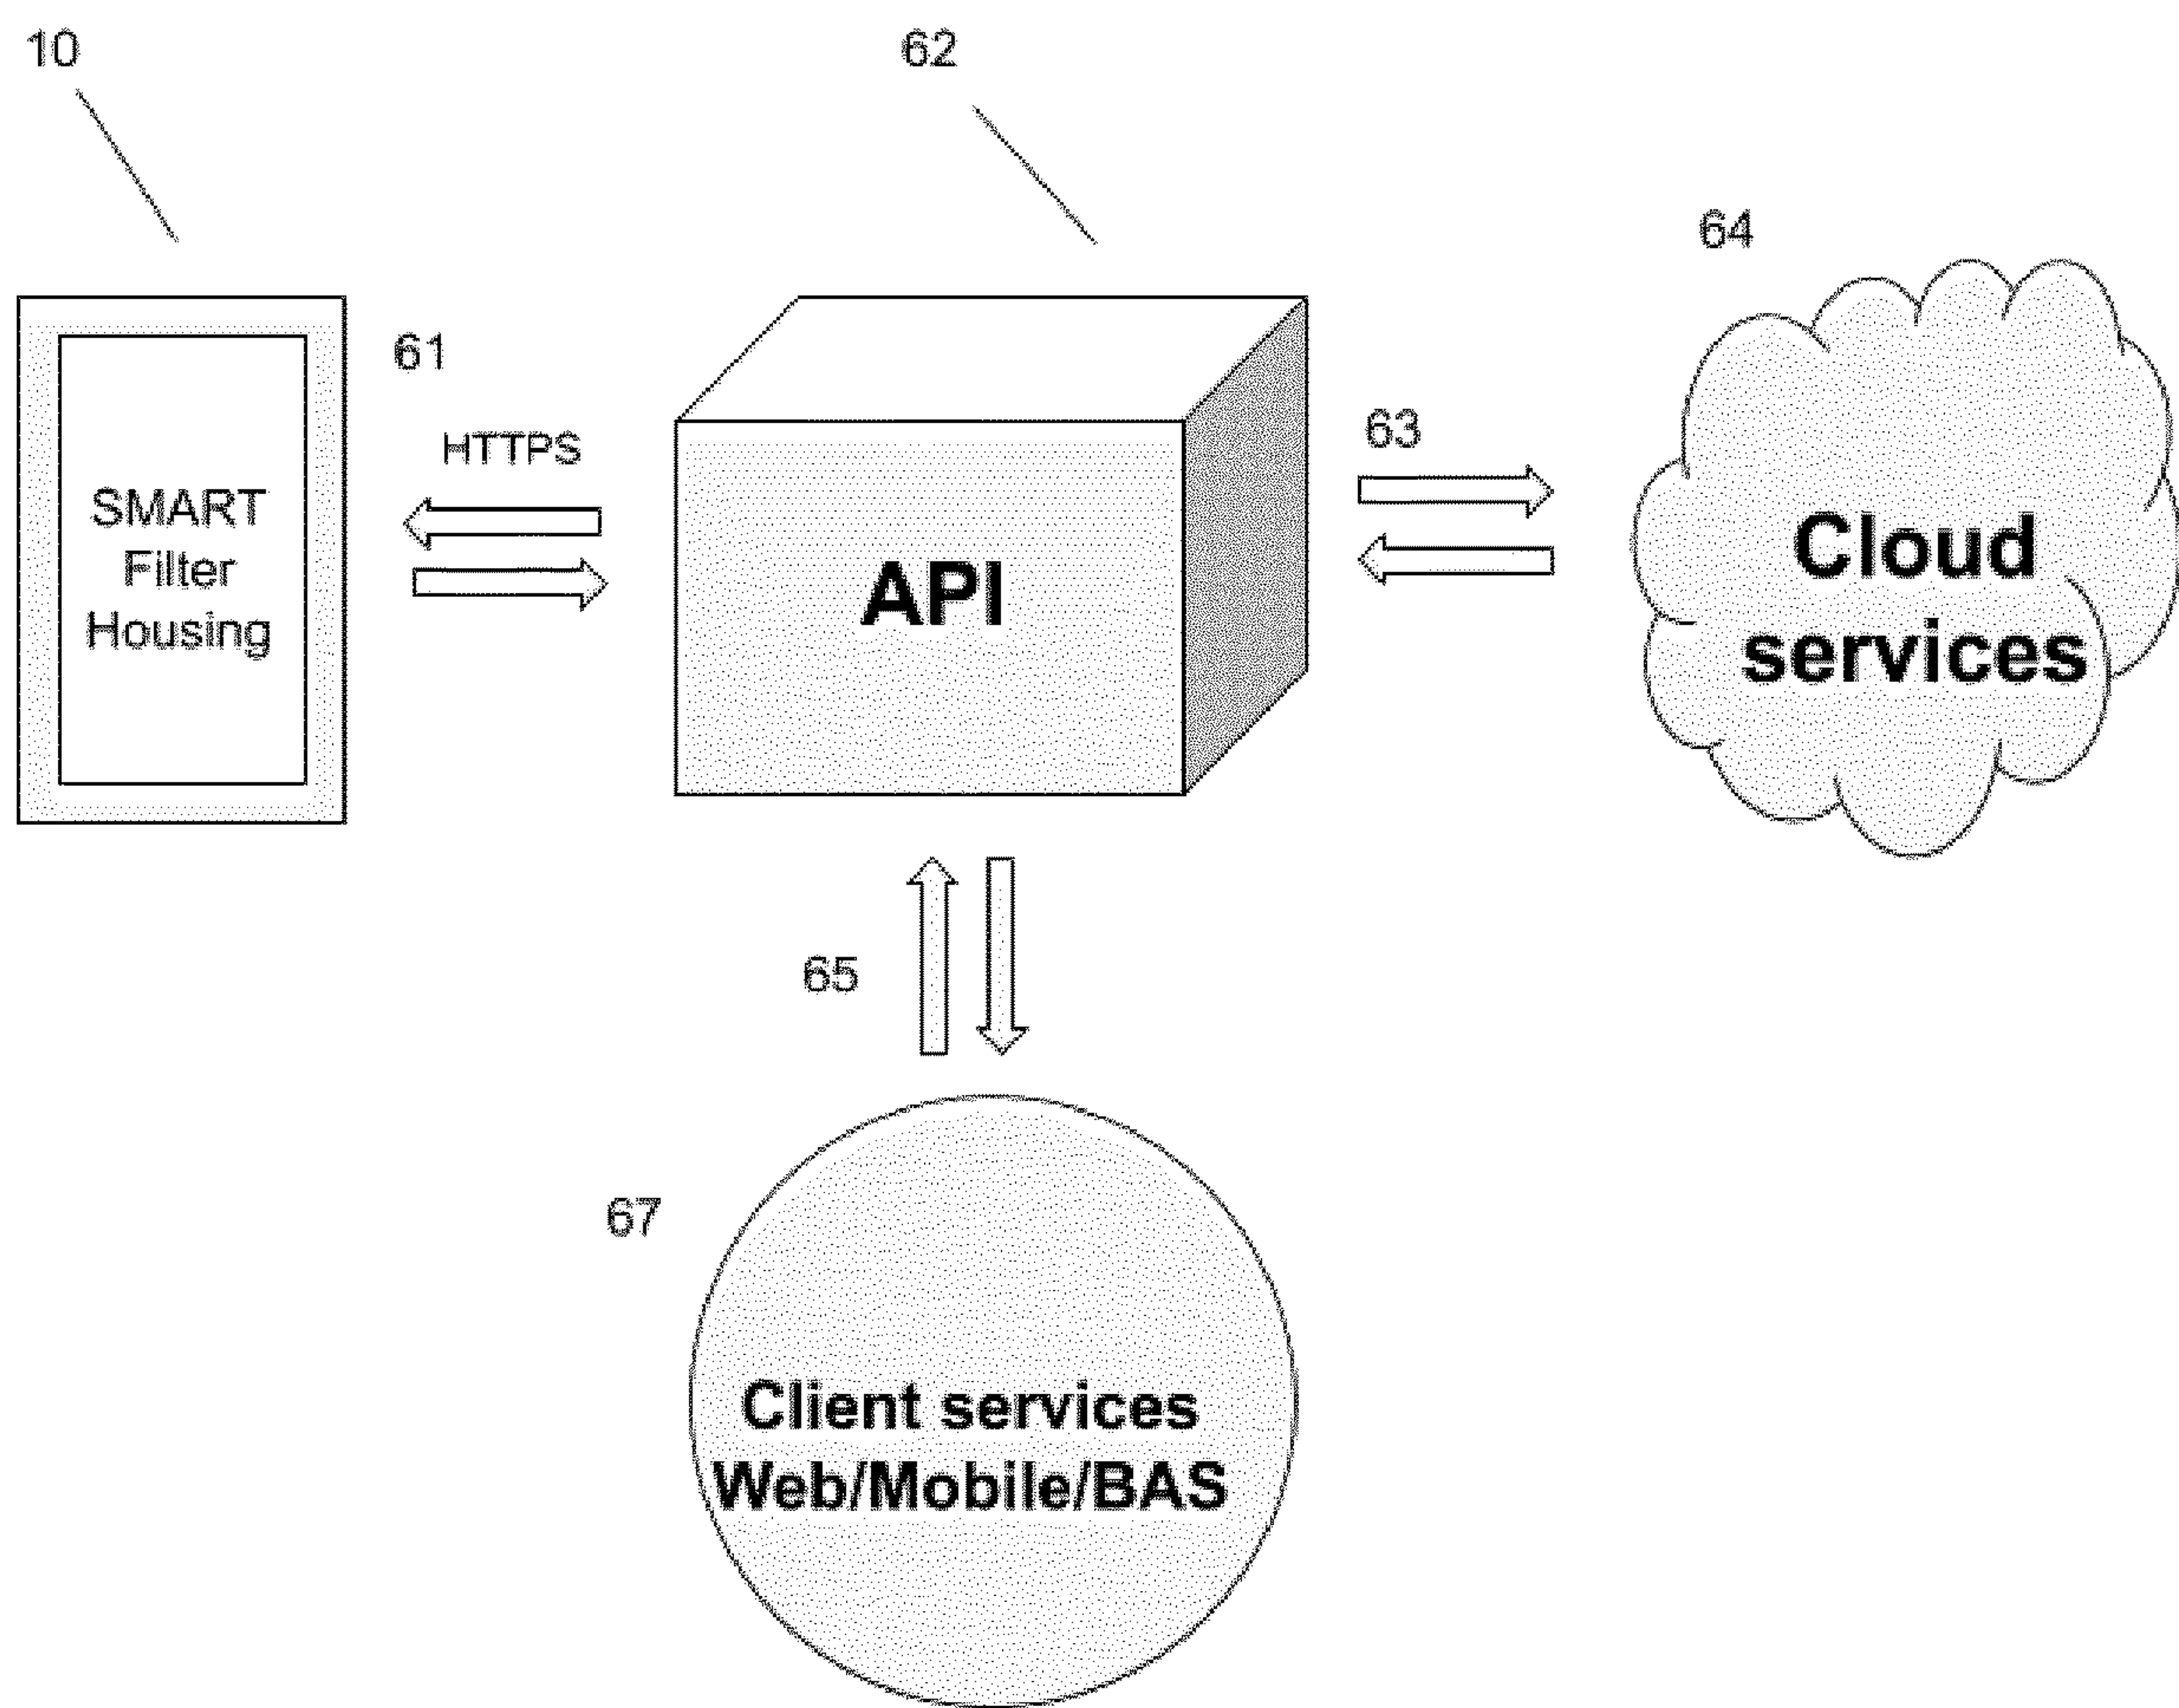 10
62
64
61
HTTPS
63
SMART
Filter
Housing
API
Cloud
services
65
67
Client services
Web/Mobile/BAS